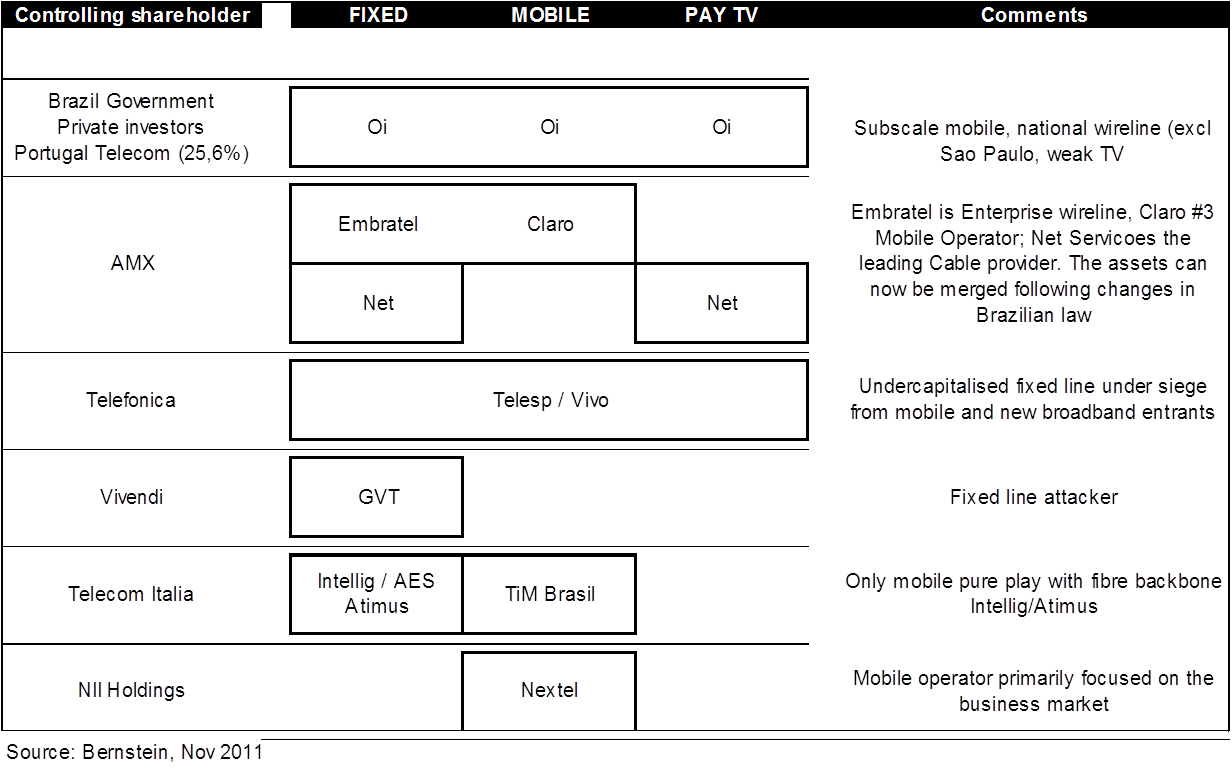 Controlling shareholder FIXED MOBILE PAY TV Comments
Brazil Government
Private investors
Portugal Telecom (25,6%)
Oi Oi Oi
Subscale mobile, national wireline (excl
Sao Paulo, weak TV
AMX
Embratel Claro
Net Net
Embratel is Enterprise wireline, Claro #3
Mobile Operator; Net Servicoes the
leading Cable provider. The assets can
now be merged following changes in
Brazilian law
Telefonica
Telesp / Vivo
Undercapitalised fixed line under siege
from mobile and new broadband entrants
Vivendi
GVT
Fixed line attacker
Telecom Italia
Intellig / AES
Atimus
TiM Brasil
Only mobile pure play with fibre backbone
Intellig/Atimus
NII Holdings
Nextel
Mobile operator primarily focused on the
business market
Source: Bernstein, Nov 2011